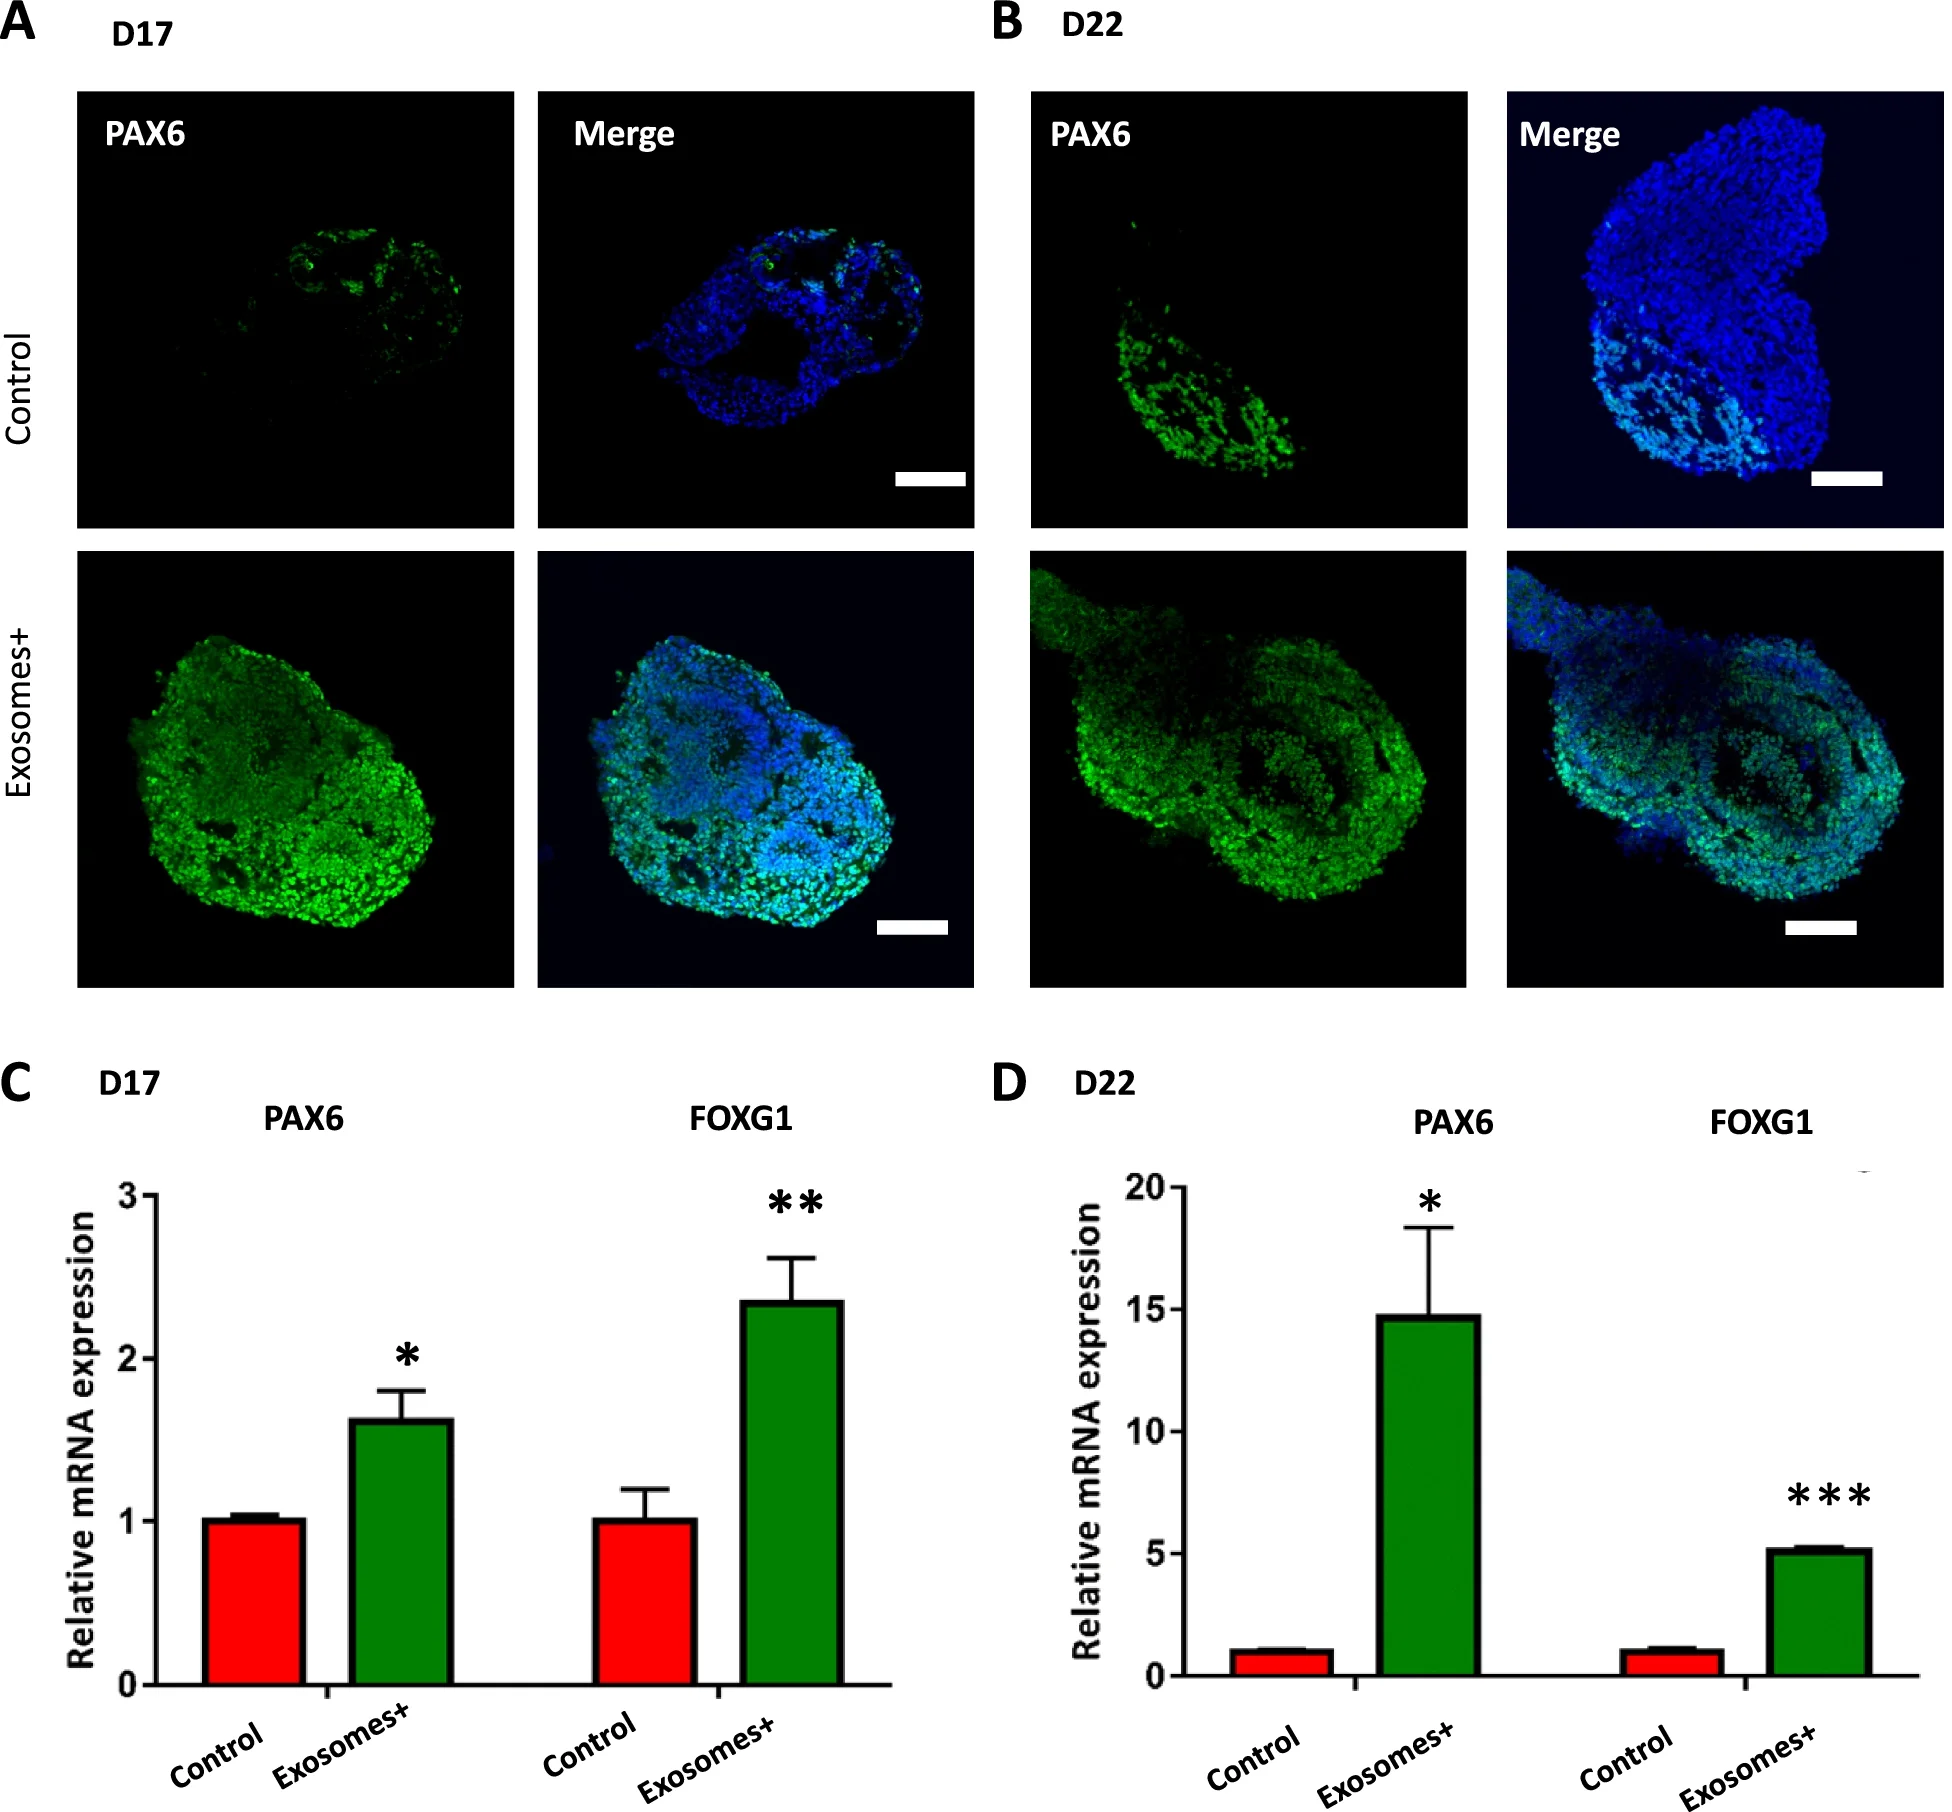 A
D17
B
D22
PAX6
Merge
PAX6
Merge
Control
Exosomes+
C
D17
PAX6
FOXG1
Relative mRNA expression
3
2
1
0
*
**
Control
Exosomes+
Control
Exosomes+
D
D22
PAX6
FOXG1
Relative mRNA expression
20
15
10
5
0
*
***
Control
Exosomes+
Control
Exosomes+